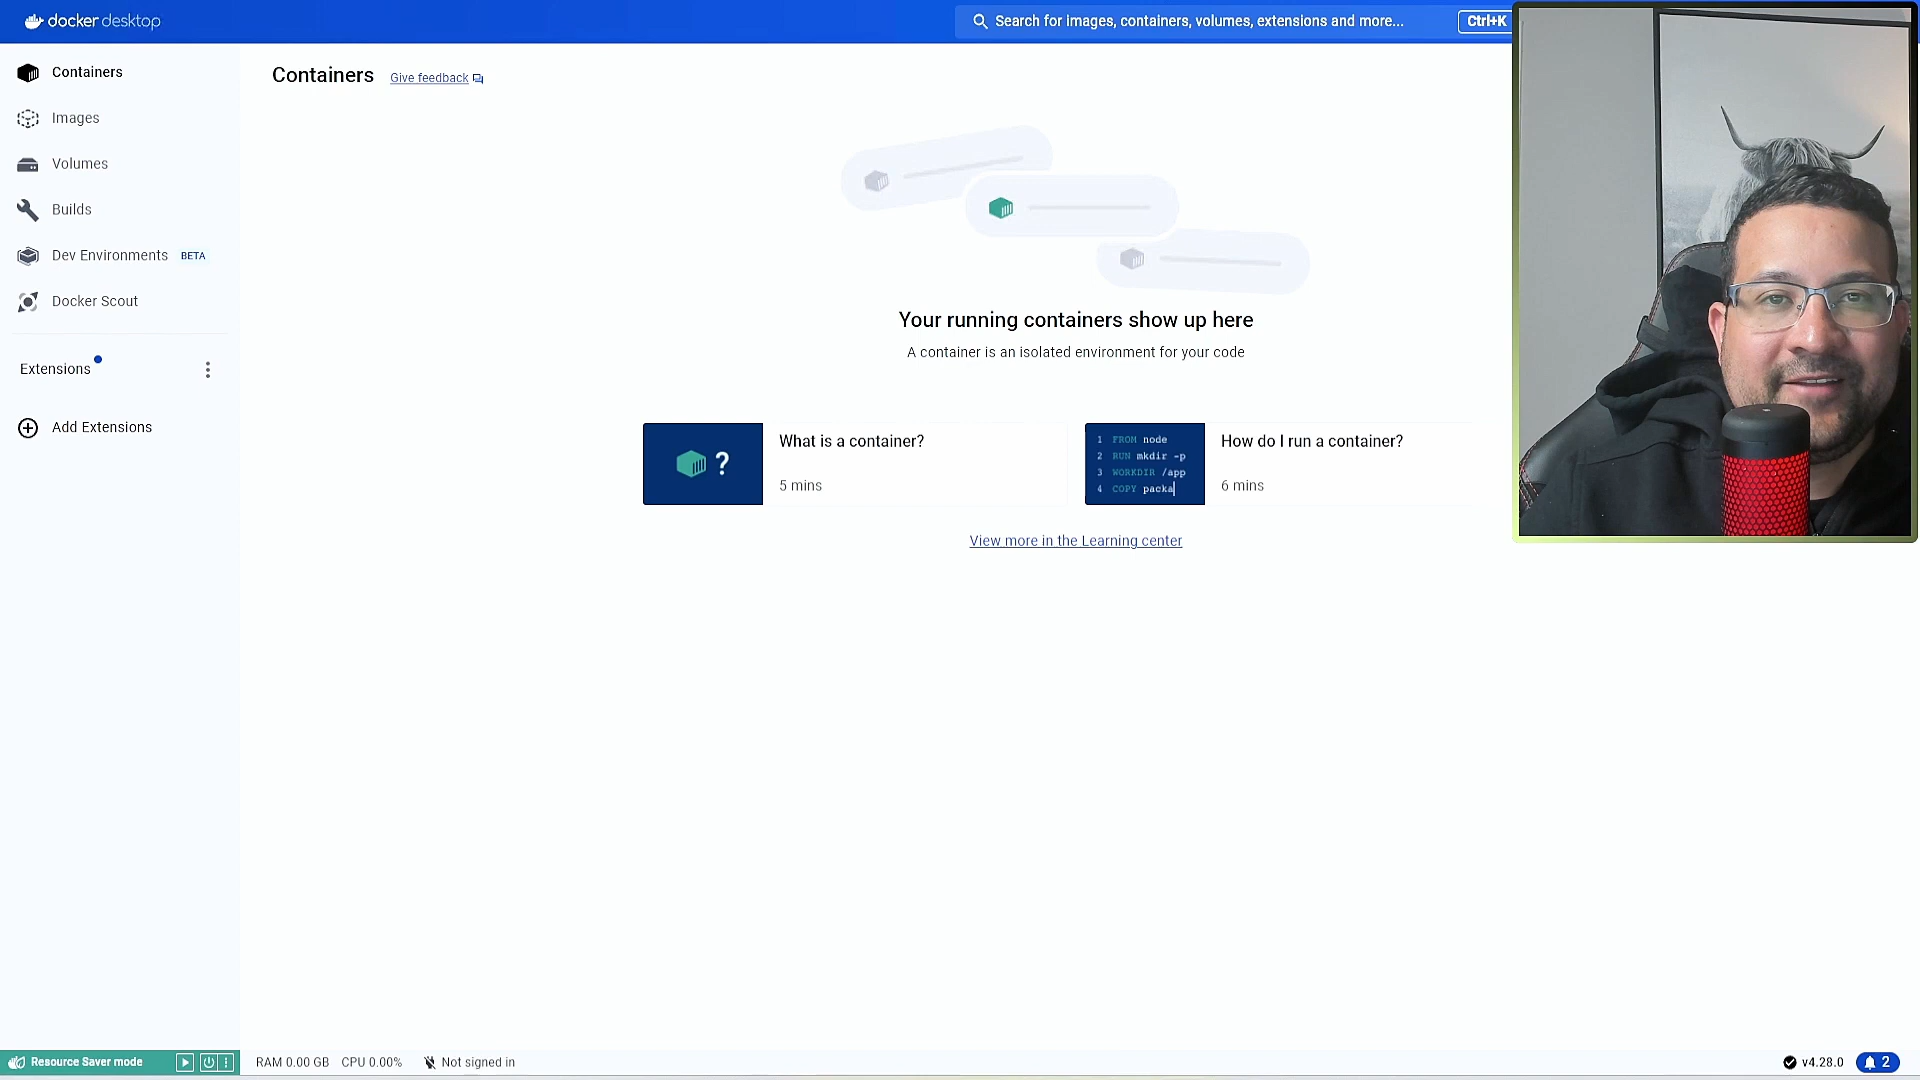 docker desktop
Search for images, containers, volumes, extensions and more...
Ctrl+K
Containers
Images
Volumes
Builds
Dev Environments BETA
Docker Scout
Extensions
Add Extensions
Containers Give feedback
Your running containers show up here
A container is an isolated environment for your code
?
What is a container?
5 mins
1 FROM node
2 RUN mkdir -p
3 WORKDIR /app
4 COPY packa
How do I run a container?
6 mins
View more in the Learning center
Resource Saver mode
RAM 0.00 GB CPU 0.00% Not signed in
v4.28.0
2